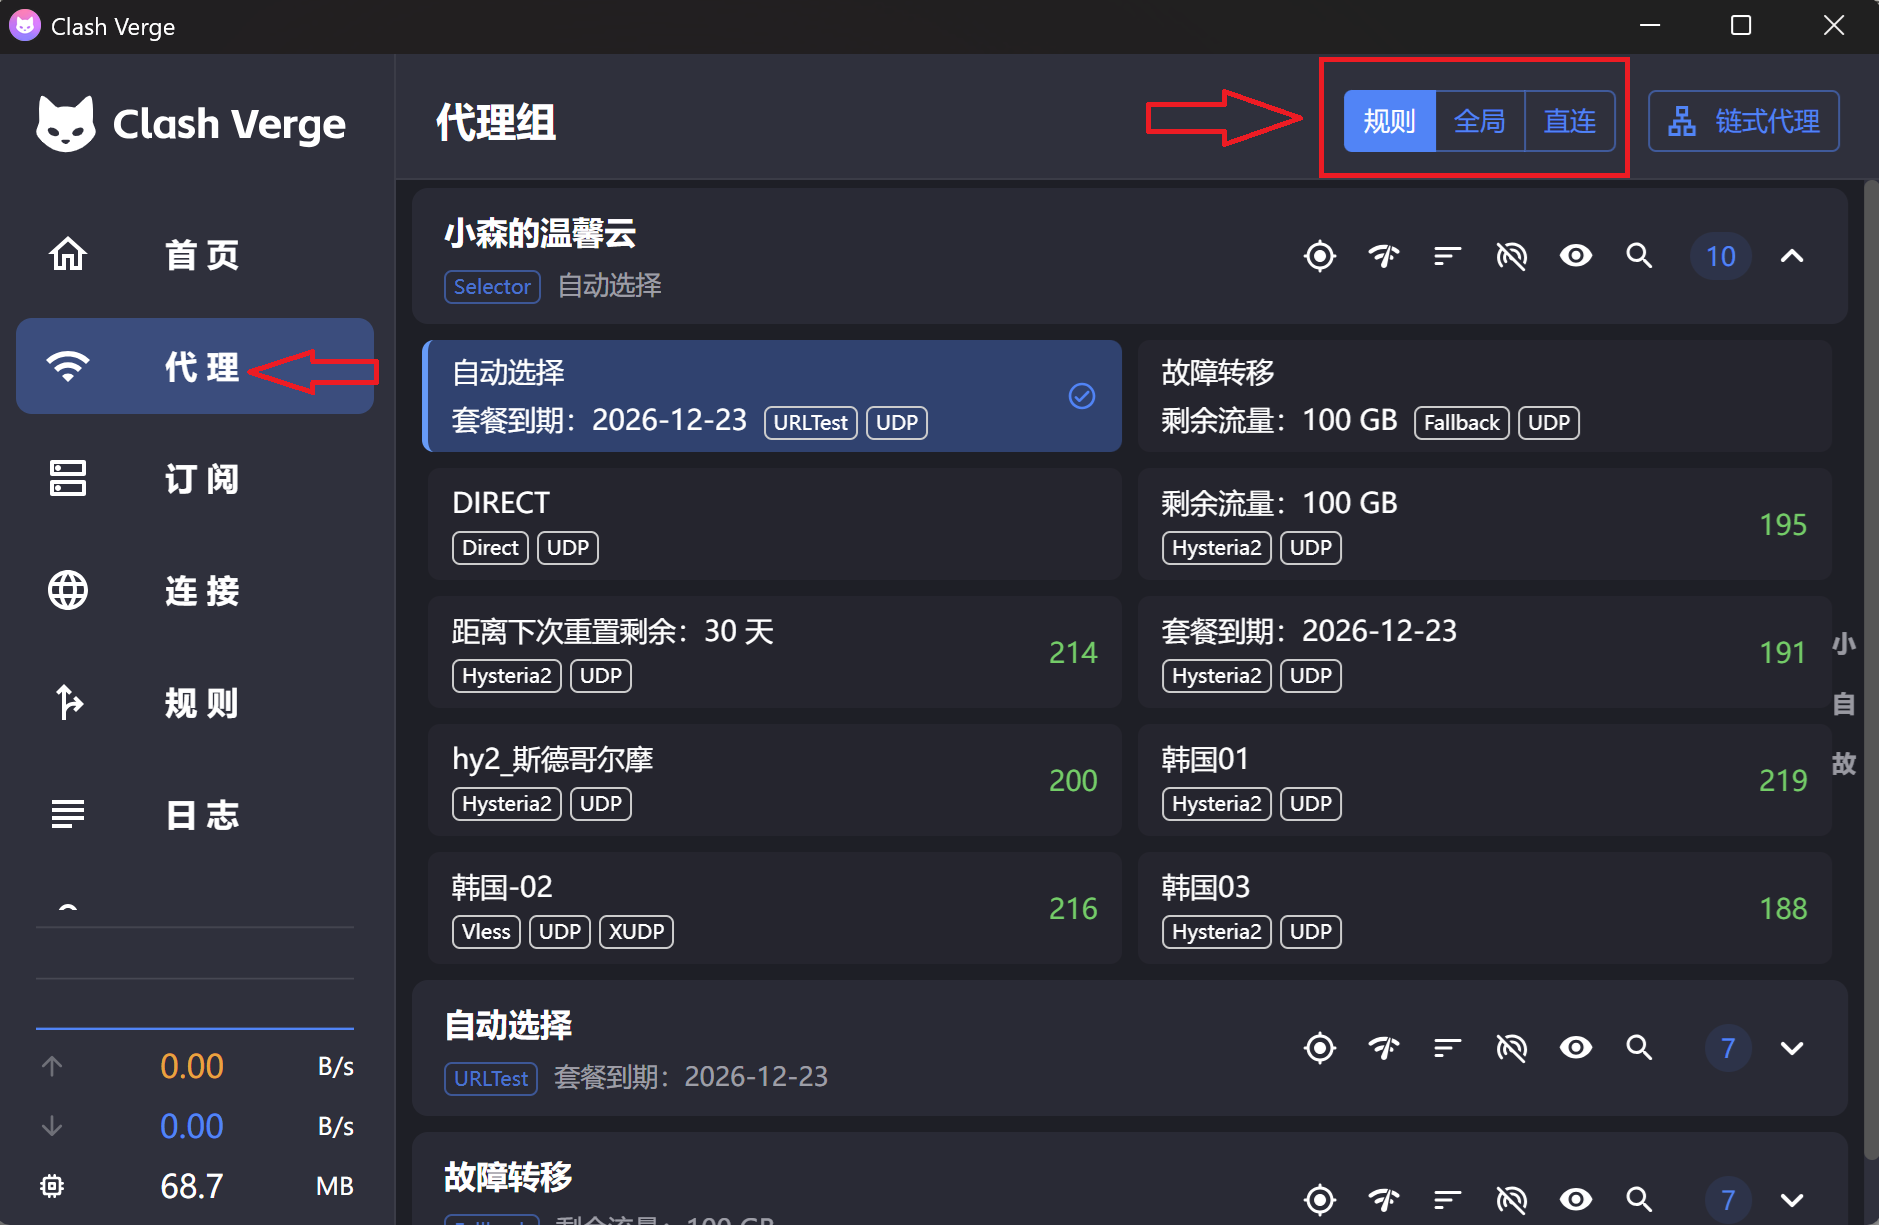 Clash Verge
Clash Verge
首页
代理
订阅
连接
规则
日志
0.00 B/s
0.00 B/s
68.7 MB
代理组
规则 全局 直连 链式代理
小森的温馨云
Selector 自动选择
10
自动选择
套餐到期：2026-12-23 URLTest UDP
故障转移
剩余流量：100 GB Fallback UDP
DIRECT
Direct UDP
剩余流量：100 GB
Hysteria2 UDP
195
距离下次重置剩余：30 天
Hysteria2 UDP
214
套餐到期：2026-12-23
Hysteria2 UDP
191
hy2_斯德哥尔摩
Hysteria2 UDP
200
韩国01
Hysteria2 UDP
219
韩国-02
Vless UDP XUDP
216
韩国03
Hysteria2 UDP
188
小
自
故
自动选择
URLTest 套餐到期：2026-12-23
7
故障转移
7
Fallback 剩余流量：100 GB